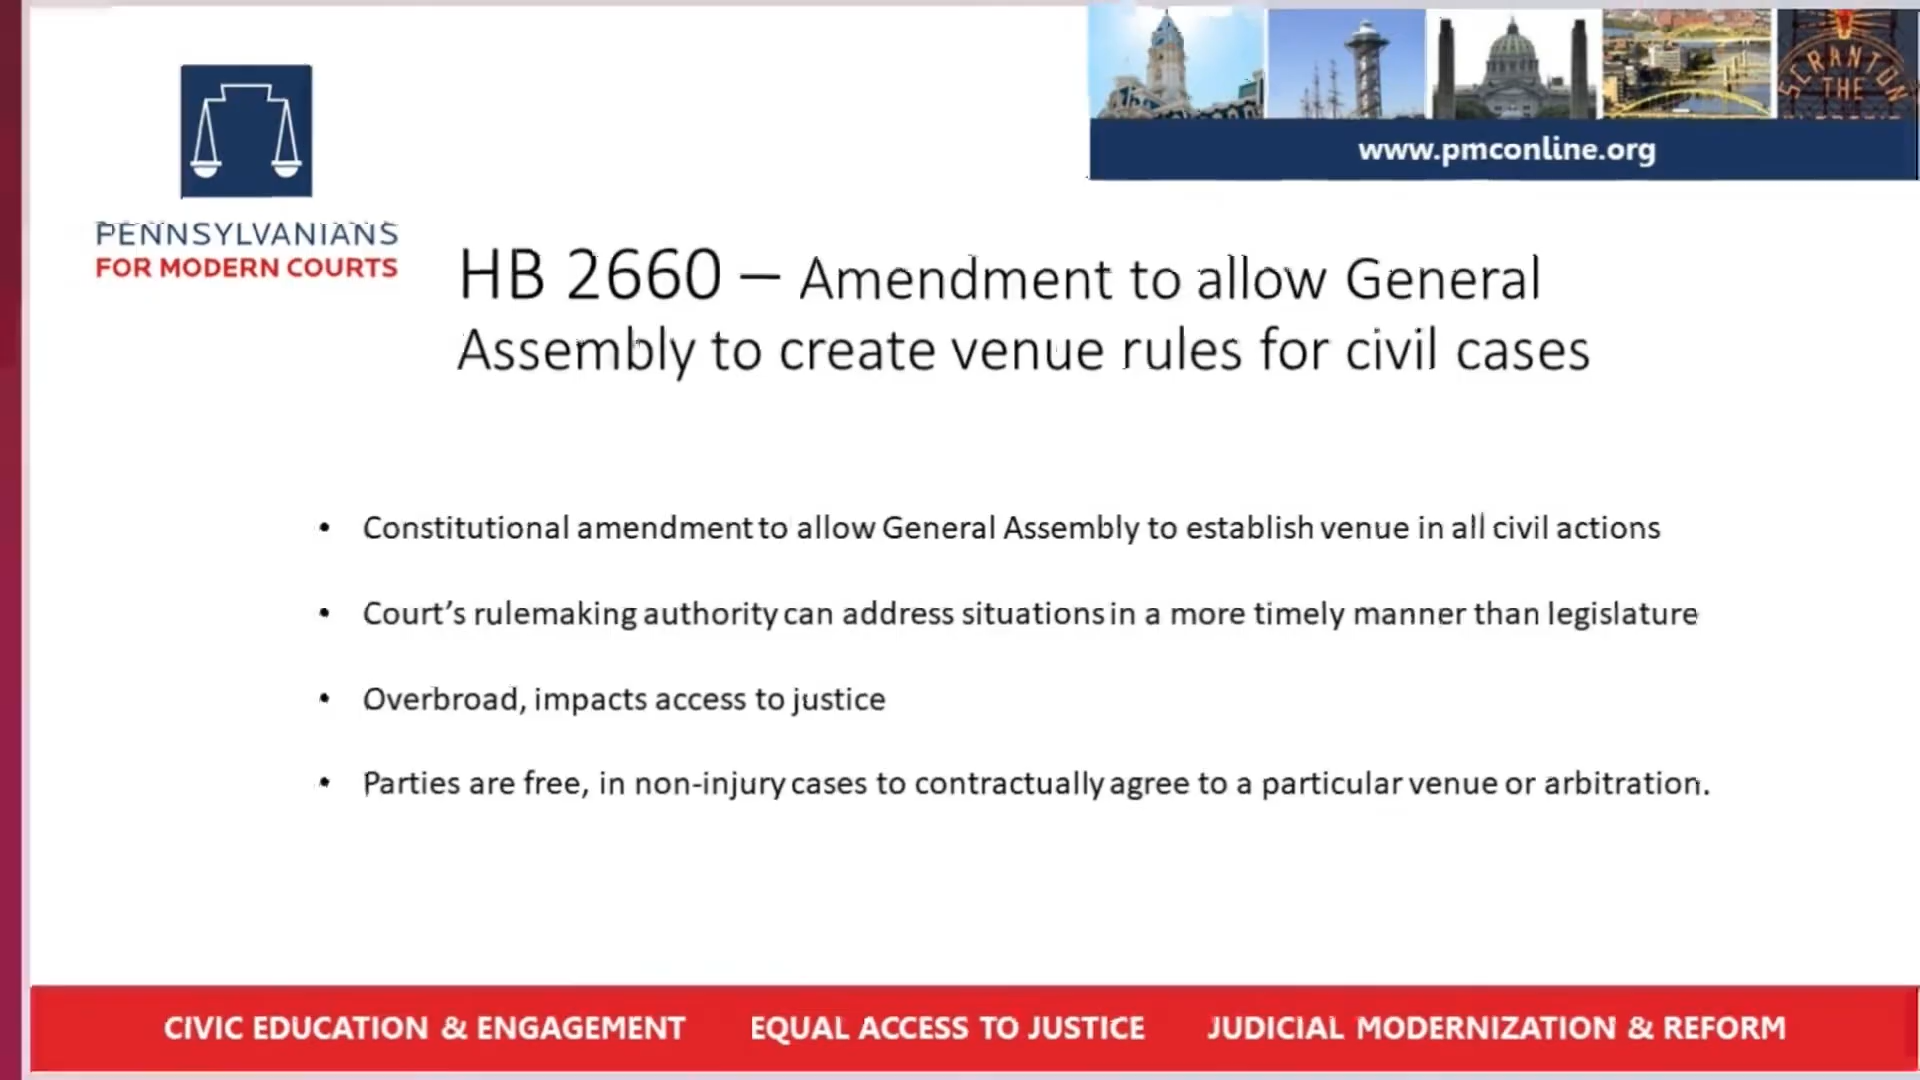 www.pmconline.org
SCRANTON
THE
PENNSYLVANIANS
FOR MODERN COURTS
HB 2660 – Amendment to allow General
Assembly to create venue rules for civil cases
• Constitutional amendment to allow General Assembly to establish venue in all civil actions
• Court’s rulemaking authority can address situations in a more timely manner than legislature
• Overbroad, impacts access to justice
• Parties are free, in non-injury cases to contractually agree to a particular venue or arbitration.
CIVIC EDUCATION & ENGAGEMENT EQUAL ACCESS TO JUSTICE JUDICIAL MODERNIZATION & REFORM